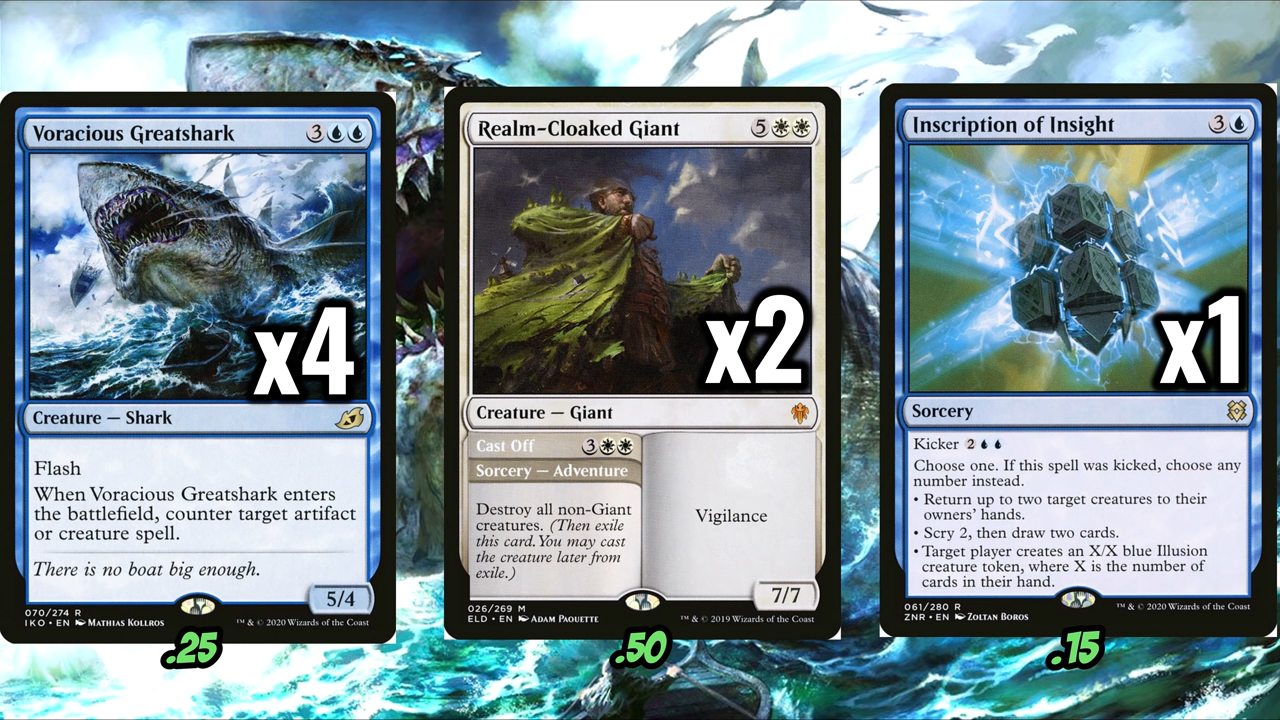 Voracious Greatshark
3
x4
Creature — Shark
Flash
When Voracious Greatshark enters
the battlefield, counter target artifact
or creature spell.
There is no boat big enough.
5/4
070/274 R
IKO • EN Mathias Kollros
™ & © 2020 Wizards of the Coast
.25
Realm-Cloaked Giant
5
x2
Creature — Giant
Cast Off
3
Sorcery — Adventure
Destroy all non-Giant
creatures. (Then exile
this card. You may cast
the creature later from
exile.)
Vigilance
7/7
026/269 M
ELD • EN Adam Paquette
™ & © 2019 Wizards of the Coast
.50
Inscription of Insight
3
x1
Sorcery
Kicker 2
Choose one. If this spell was kicked, choose any
number instead.
• Return up to two target creatures to their
owners’ hands.
• Scry 2, then draw two cards.
• Target player creates an X/X blue Illusion
creature token, where X is the number of
cards in their hand.
061/280 R
ZNR • EN Zoltan Boros
™ & © 2020 Wizards of the Coast
.15